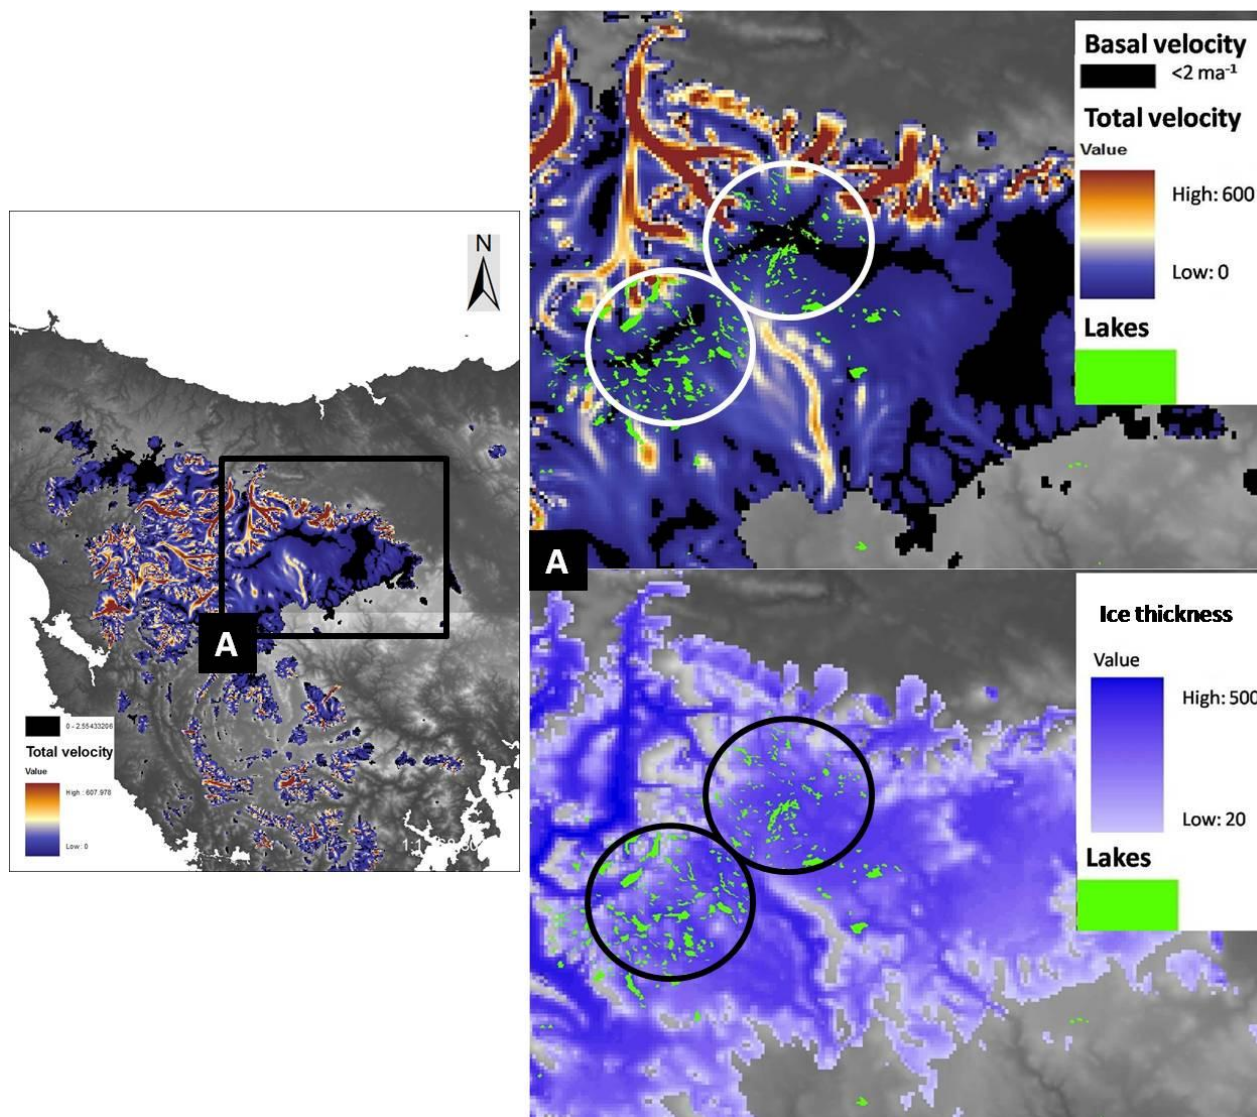 N
A
0 - 2.55433206
Total velocity
Value
High : 607.978
Low: 0
Basal velocity
<2 ma⁻¹
Total velocity
Value
High: 600
Low: 0
Lakes
A
Ice thickness
Value
High: 500
Low: 20
Lakes